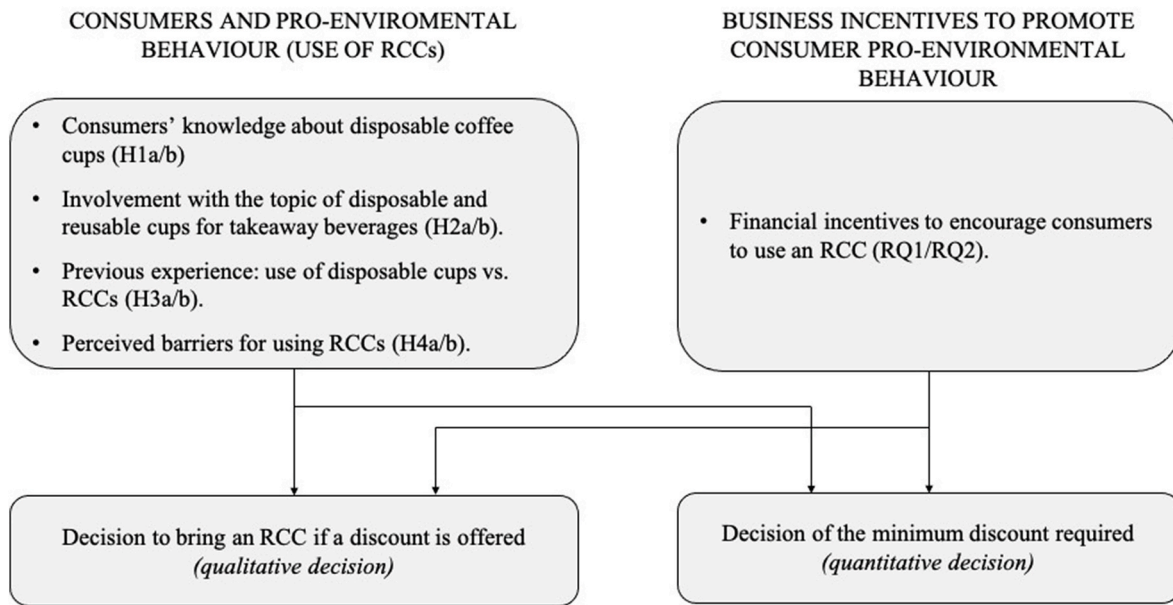 CONSUMERS AND PRO-ENVIROMENTAL
BEHAVIOUR (USE OF RCCs)
BUSINESS INCENTIVES TO PROMOTE
CONSUMER PRO-ENVIRONMENTAL
BEHAVIOUR
• Consumers’ knowledge about disposable coffee
cups (H1a/b)
• Involvement with the topic of disposable and
reusable cups for takeaway beverages (H2a/b).
• Previous experience: use of disposable cups vs.
RCCs (H3a/b).
• Perceived barriers for using RCCs (H4a/b).
• Financial incentives to encourage consumers
to use an RCC (RQ1/RQ2).
Decision to bring an RCC if a discount is offered
(qualitative decision)
Decision of the minimum discount required
(quantitative decision)